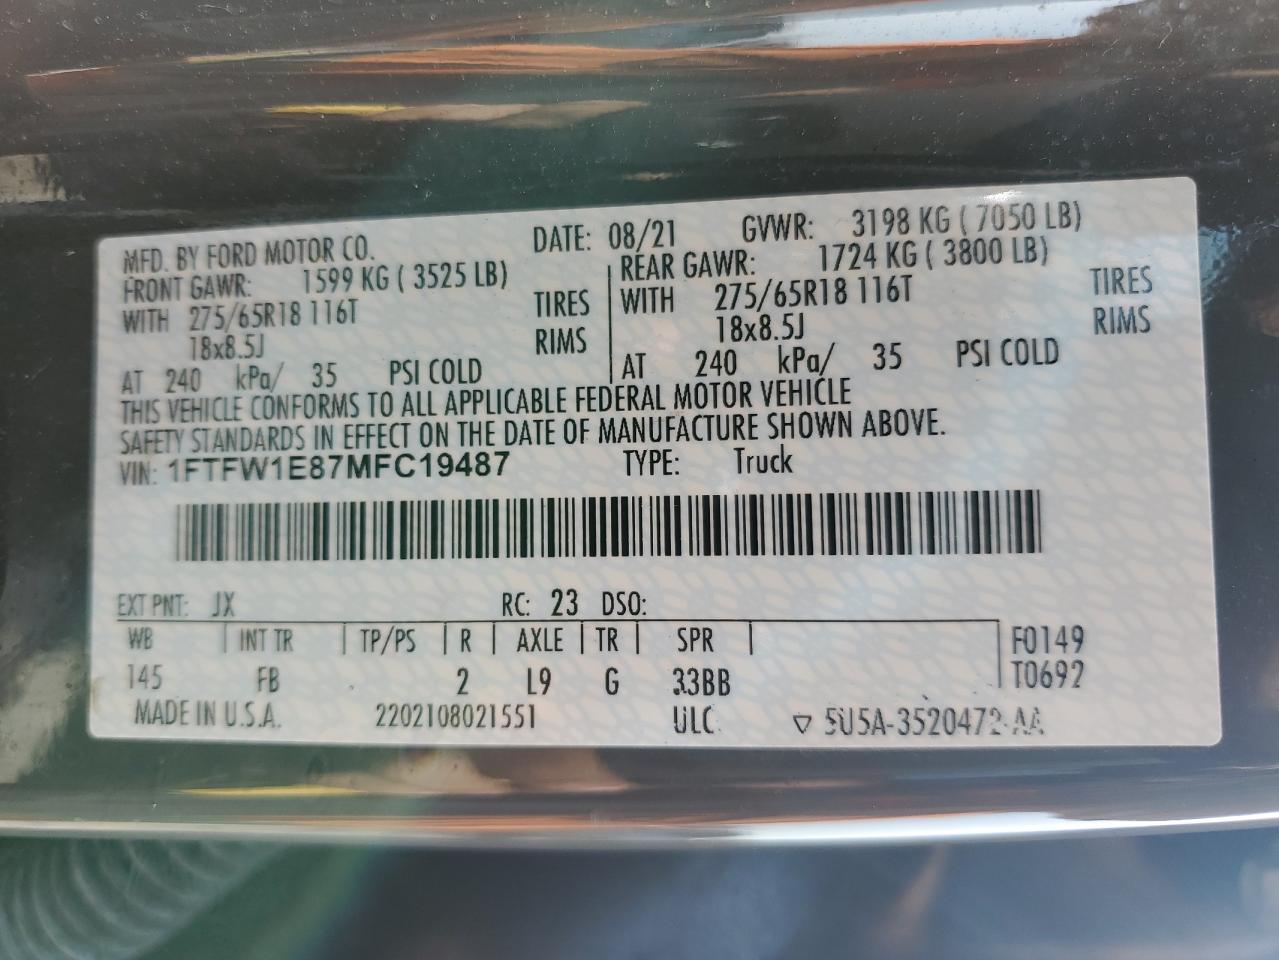 MFD. BY FORD MOTOR CO. DATE: 08/21 GVWR: 3198 KG ( 7050 LB)
FRONT GAWR: 1599 KG ( 3525 LB) REAR GAWR: 1724 KG ( 3800 LB)
WITH 275/65R18 116T TIRES WITH 275/65R18 116T TIRES
18x8.5J RIMS 18x8.5J RIMS
AT 240 kPa/ 35 PSI COLD AT 240 kPa/ 35 PSI COLD
THIS VEHICLE CONFORMS TO ALL APPLICABLE FEDERAL MOTOR VEHICLE
SAFETY STANDARDS IN EFFECT ON THE DATE OF MANUFACTURE SHOWN ABOVE.
VIN: 1FTFW1E87MFC19487 TYPE: Truck
EXT PNT: JX RC: 23 DSO:
WB INT TR TP/PS R AXLE TR SPR F0149
145 FB 2 L9 G 33BB T0692
MADE IN U.S.A. 2202108021551 ULC ▽ 5U5A-3520472-AA